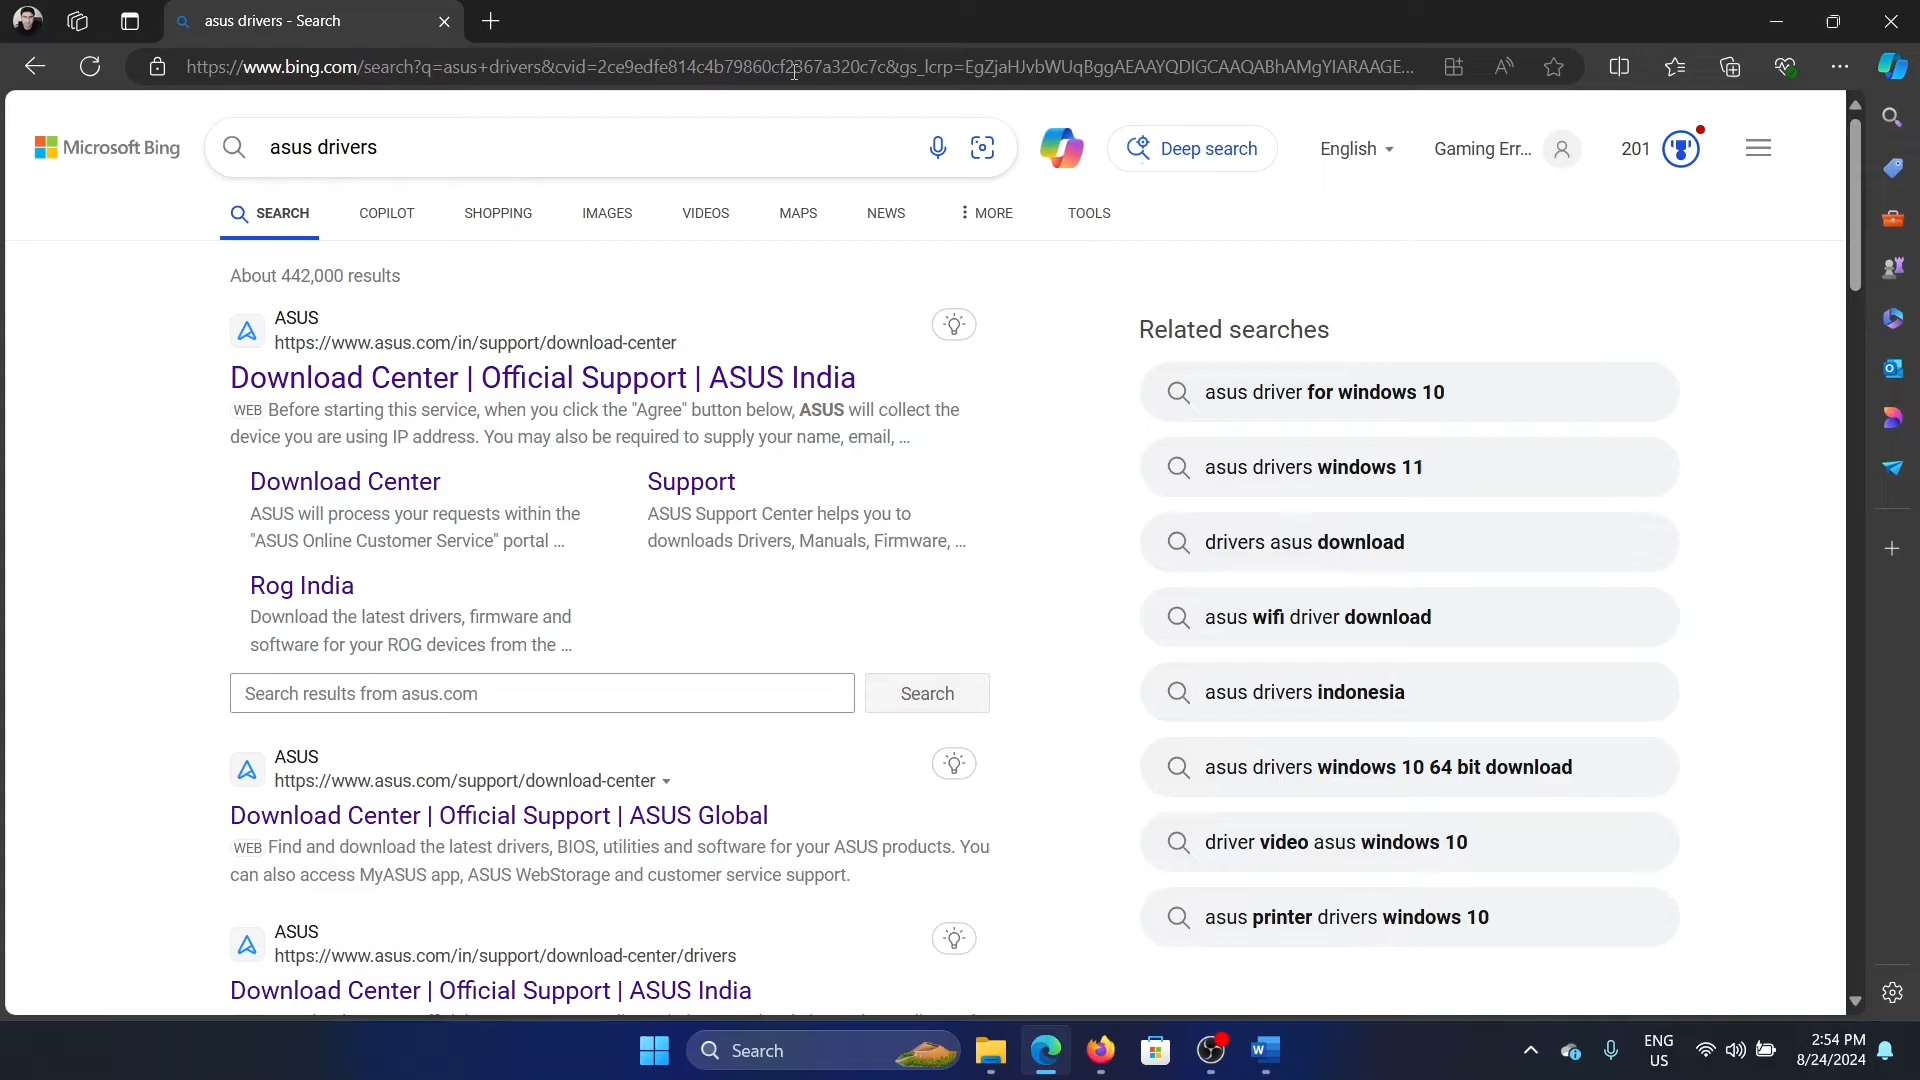 asus drivers - Search
https://www.bing.com/search?q=asus+drivers&cvid=2ce9edfe814c4b79860cf2367a320c7c&gs_lcrp=EgZjaHJvbWUqBggAEAAYQDIGCAAQABhAMgYIARAAGE...
Microsoft Bing
asus drivers
Deep search
English
Gaming Err...
201
SEARCH
COPILOT
SHOPPING
IMAGES
VIDEOS
MAPS
NEWS
MORE
TOOLS
About 442,000 results
ASUS
https://www.asus.com/in/support/download-center
Download Center | Official Support | ASUS India
WEB Before starting this service, when you click the "Agree" button below, ASUS will collect the
device you are using IP address. You may also be required to supply your name, email, ...
Download Center
ASUS will process your requests within the
"ASUS Online Customer Service" portal ...
Support
ASUS Support Center helps you to
downloads Drivers, Manuals, Firmware, ...
Rog India
Download the latest drivers, firmware and
software for your ROG devices from the ...
Search results from asus.com
Search
ASUS
https://www.asus.com/support/download-center
Download Center | Official Support | ASUS Global
WEB Find and download the latest drivers, BIOS, utilities and software for your ASUS products. You
can also access MyASUS app, ASUS WebStorage and customer service support.
ASUS
https://www.asus.com/in/support/download-center/drivers
Download Center | Official Support | ASUS India
Related searches
asus driver for windows 10
asus drivers windows 11
drivers asus download
asus wifi driver download
asus drivers indonesia
asus drivers windows 10 64 bit download
driver video asus windows 10
asus printer drivers windows 10
Search
ENG
US
2:54 PM
8/24/2024